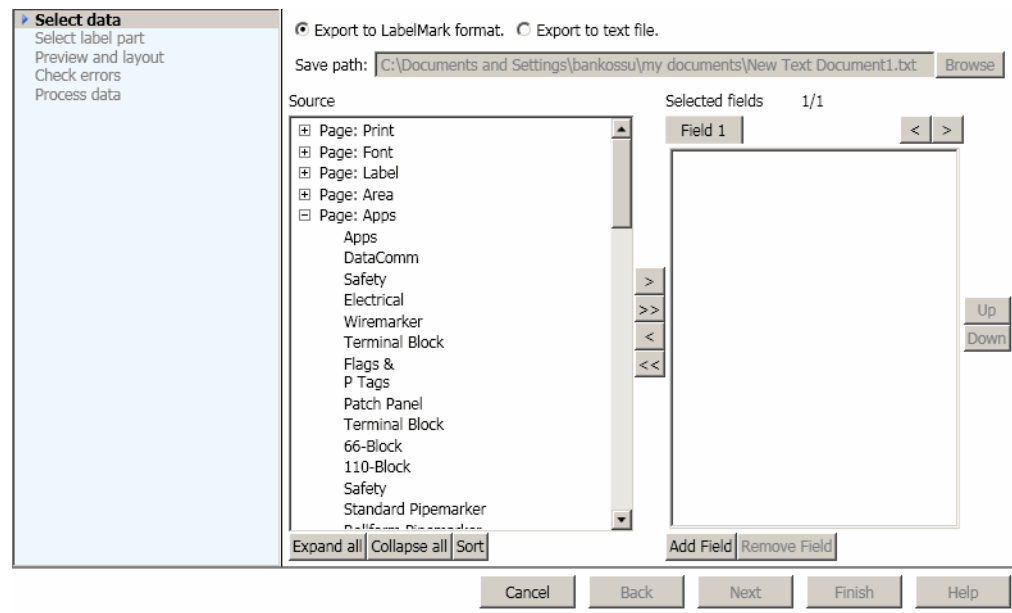 Select data
Select label part
Preview and layout
Check errors
Process data
Export to LabelMark format. Export to text file.
Save path: C:\Documents and Settings\bankossu\my documents\New Text Document1.txt Browse
Source
Selected fields 1/1
Page: Print
Page: Font
Page: Label
Page: Area
Page: Apps
Apps
DataComm
Safety
Electrical
Wiremarker
Terminal Block
Flags &
P Tags
Patch Panel
Terminal Block
66-Block
110-Block
Safety
Standard Pipemarker
Expand all Collapse all Sort
>
>>
<
<<
Field 1 < >
Up
Down
Add Field Remove Field
Cancel Back Next Finish Help